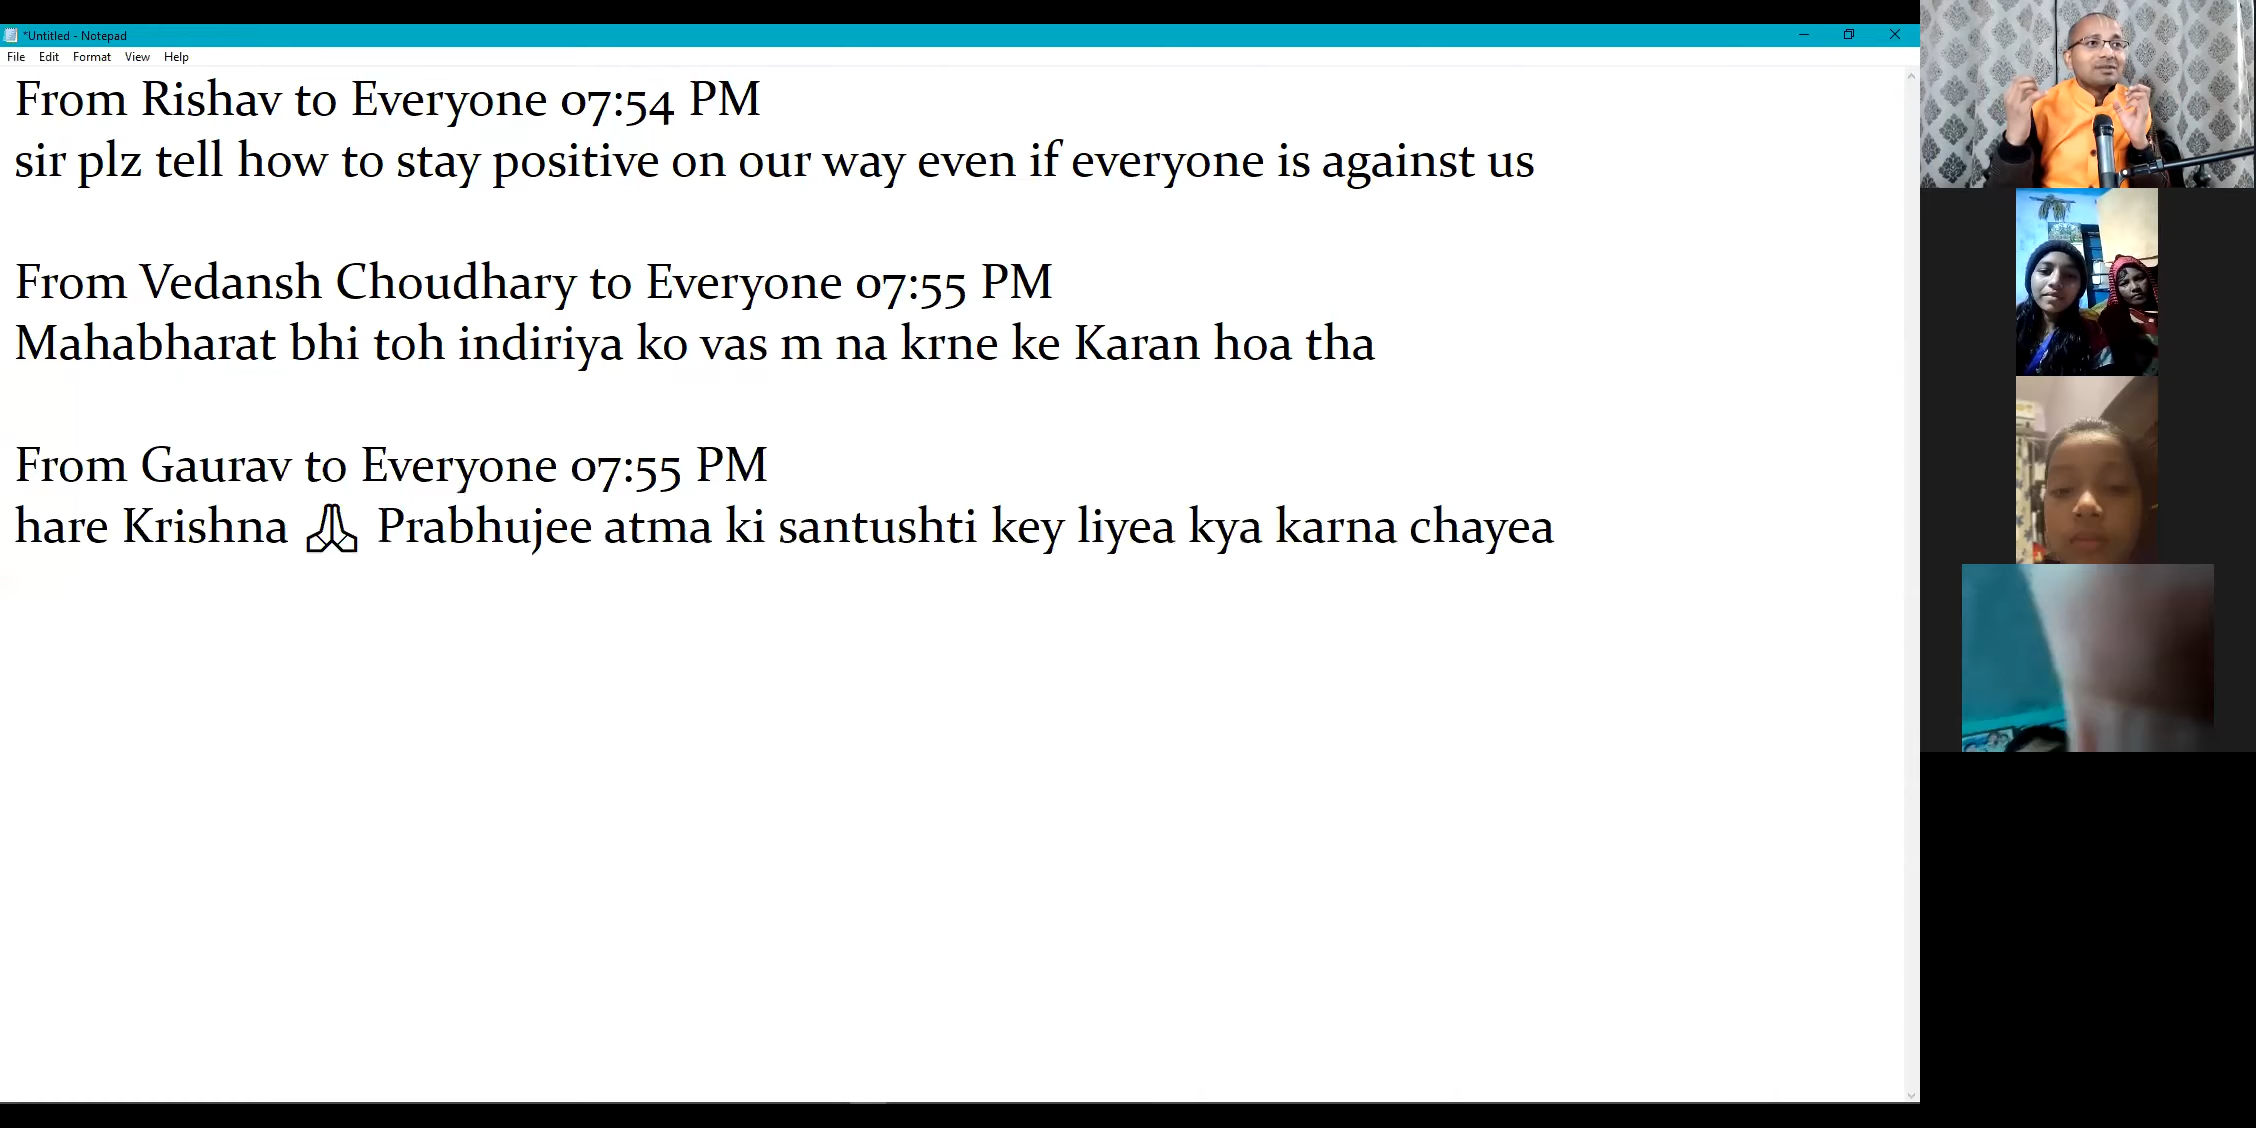 *Untitled - Notepad
File Edit Format View Help
From Rishav to Everyone 07:54 PM
sir plz tell how to stay positive on our way even if everyone is against us
From Vedansh Choudhary to Everyone 07:55 PM
Mahabharat bhi toh indiriya ko vas m na krne ke Karan hoa tha
From Gaurav to Everyone 07:55 PM
hare Krishna 🙏 Prabhujee atma ki santushti key liyea kya karna chayea